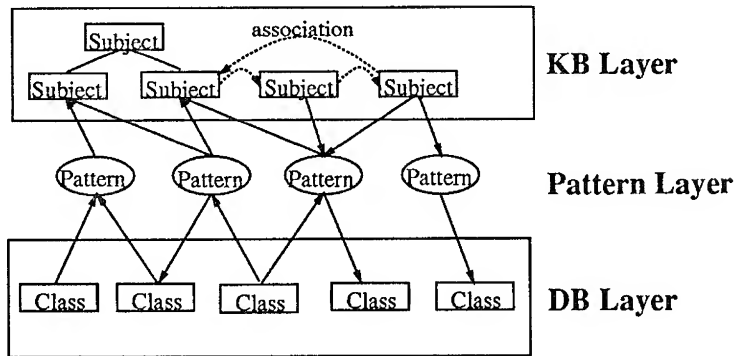 association
Subject
KB Layer
Subject Subject Subject Subject
Pattern Pattern Pattern Pattern
Pattern Layer
Class Class Class Class Class
DB Layer